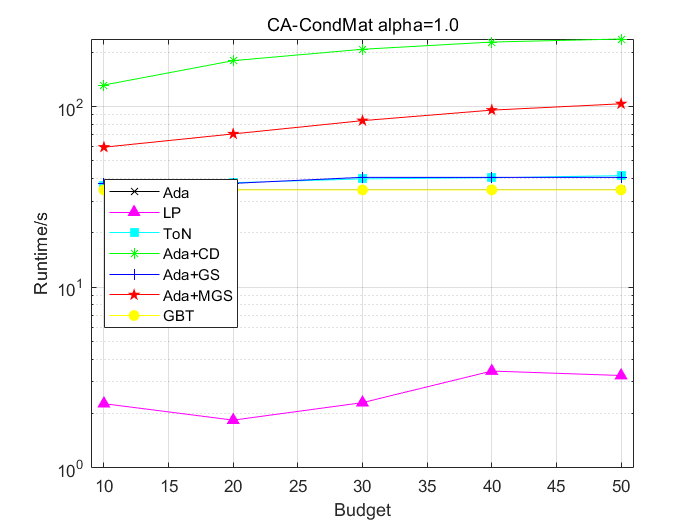 CA-CondMat alpha=1.0
Runtime/s
10^2
10^1
10^0
Ada
LP
ToN
Ada+CD
Ada+GS
Ada+MGS
GBT
10 15 20 25 30 35 40 45 50
Budget